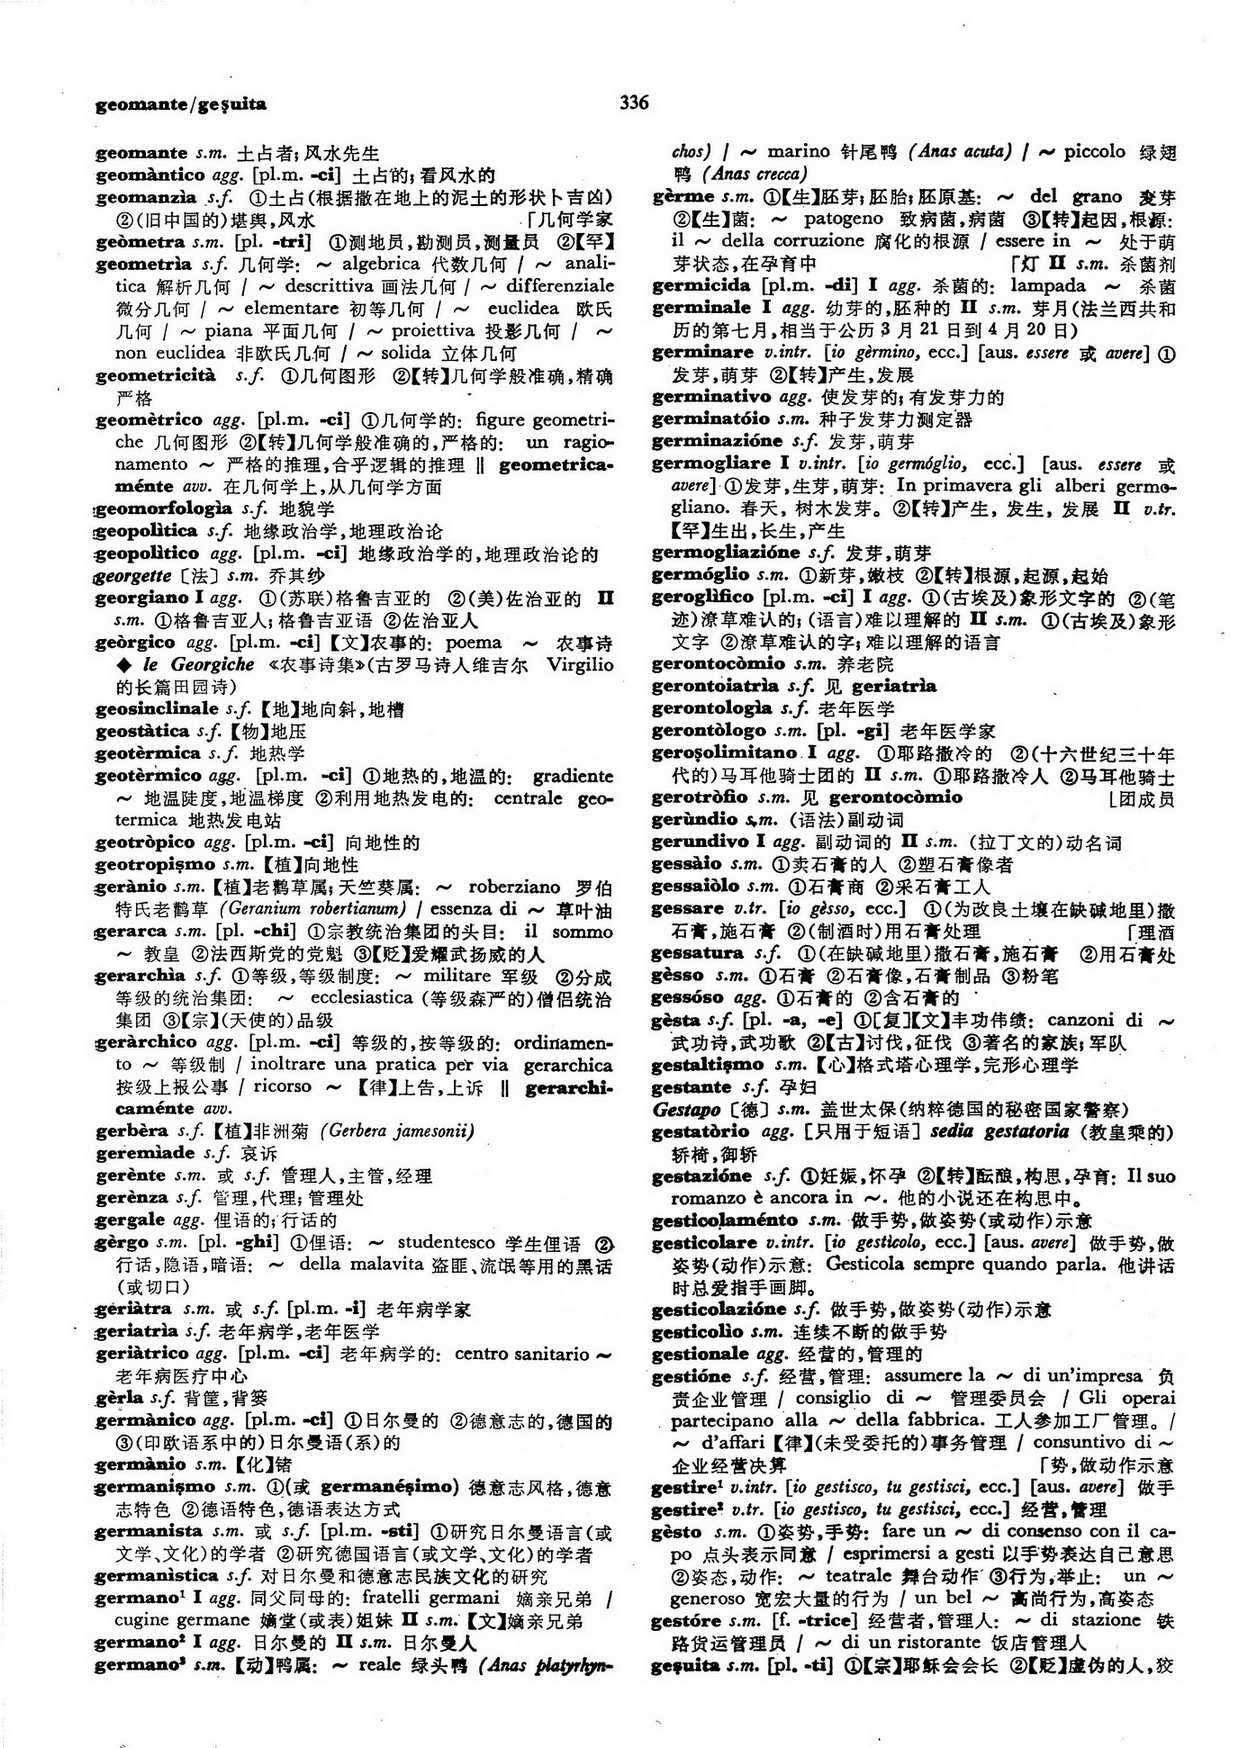 geomante/geṣuita
336
geomante s.m. 土占者;风水先生
geomàntico agg. [pl.m. -ci] 土占的;看风水的
geomanzìa s.f. ①土占(根据撒在地上的泥土的形状卜吉凶)
②(旧中国的)堪舆,风水 「几何学家
geòmetra s.m. [pl. -tri] ①测地员,勘测员,测量员 ②【罕】
geometrìa s.f. 几何学: ～ algebrica 代数几何 / ～ anali-
tica 解析几何 / ～ descrittiva 画法几何 / ～ differenziale
微分几何 / ～ elementare 初等几何 / ～ euclidea 欧氏
几何 / ～ piana 平面几何 / ～ proiettiva 投影几何 / ～
non euclidea 非欧氏几何 / ～ solida 立体几何
geometricità s.f. ①几何图形 ②【转】几何学般准确,精确
严格
geomètrico agg. [pl.m. -ci] ①几何学的: figure geometri-
che 几何图形 ②【转】几何学般准确的,严格的: un ragio-
namento ～ 严格的推理,合乎逻辑的推理 ‖ geometrica-
ménte avv. 在几何学上,从几何学方面
geomorfologìa s.f. 地貌学
geopolìtica s.f. 地缘政治学,地理政治论
geopolìtico agg. [pl.m. -ci] 地缘政治学的,地理政治论的
georgette〔法〕s.m. 乔其纱
georgiano I agg. ①(苏联)格鲁吉亚的 ②(美)佐治亚的 II
s.m. ①格鲁吉亚人;格鲁吉亚语 ②佐治亚人
geòrgico agg. [pl.m. -ci]【文】农事的: poema ～ 农事诗
◆ le Georgiche 《农事诗集》(古罗马诗人维吉尔 Virgilio
的长篇田园诗)
geosinclinale s.f.【地】地向斜,地槽
geostàtica s.f.【物】地压
geotèrmica s.f. 地热学
geotèrmico agg. [pl.m. -ci] ①地热的,地温的: gradiente
～ 地温陡度,地温梯度 ②利用地热发电的: centrale geo-
termica 地热发电站
geotròpico agg. [pl.m. -ci] 向地性的
geotropiṣmo s.m.【植】向地性
gerànio s.m.【植】老鹳草属;天竺葵属: ～ roberziano 罗伯
特氏老鹳草 (Geranium robertianum) / essenza di ～ 草叶油
gerarca s.m. [pl. -chi] ①宗教统治集团的头目: il sommo
～ 教皇 ②法西斯党的党魁 ③【贬】爱耀武扬威的人
gerarchìa s.f. ①等级,等级制度: ～ militare 军级 ②分成
等级的统治集团: ～ ecclesiastica (等级森严的)僧侣统治
集团 ③【宗】(天使的)品级
geràrchico agg. [pl.m. -ci] 等级的,按等级的: ordinamen-
to ～ 等级制 / inoltrare una pratica per via gerarchica
按级上报公事 / ricorso ～ 【律】上告,上诉 ‖ gerarchi-
caménte avv.
gerbèra s.f.【植】非洲菊 (Gerbera jamesonii)
geremìade s.f. 哀诉
gerènte s.m. 或 s.f. 管理人,主管,经理
gerènza s.f. 管理,代理;管理处
gergale agg. 俚语的;行话的
gèrgo s.m. [pl. -ghi] ①俚语: ～ studentesco 学生俚语 ②
行话,隐语,暗语: ～ della malavita 盗匪、流氓等用的黑话
(或切口)
geriàtra s.m. 或 s.f. [pl.m. -i] 老年病学家
geriatrìa s.f. 老年病学,老年医学
geriàtrico agg. [pl.m. -ci] 老年病学的: centro sanitario ～
老年病医疗中心
gèrla s.f. 背筐,背篓
germànico agg. [pl.m. -ci] ①日尔曼的 ②德意志的,德国的
③(印欧语系中的)日尔曼语(系)的
germànio s.m.【化】锗
germaniṣmo s.m. ①(或 germanéṣimo) 德意志风格,德意
志特色 ②德语特色,德语表达方式
germanista s.m. 或 s.f. [pl.m. -sti] ①研究日尔曼语言(或
文学、文化)的学者 ②研究德国语言(或文学、文化)的学者
germanìstica s.f. 对日尔曼和德意志民族文化的研究
germano¹ I agg. 同父同母的: fratelli germani 嫡亲兄弟 /
cugine germane 嫡堂(或表)姐妹 II s.m.【文】嫡亲兄弟
germano² I agg. 日尔曼的 II s.m. 日尔曼人
germano³ s.m.【动】鸭属: ～ reale 绿头鸭 (Anas platyrhyn-
chos) / ～ marino 针尾鸭 (Anas acuta) / ～ piccolo 绿翅
鸭 (Anas crecca)
gèrme s.m. ①【生】胚芽;胚胎;胚原基: ～ del grano 麦芽
②【生】菌: ～ patogeno 致病菌,病菌 ③【转】起因,根源:
il ～ della corruzione 腐化的根源 / essere in ～ 处于萌
芽状态,在孕育中 「灯 II s.m. 杀菌剂
germicida [pl.m. -di] I agg. 杀菌的: lampada ～ 杀菌
germinale I agg. 幼芽的,胚种的 II s.m. 芽月(法兰西共和
历的第七月,相当于公历 3 月 21 日到 4 月 20 日)
germinare v.intr. [io gèrmino, ecc.] [aus. essere 或 avere] ①
发芽,萌芽 ②【转】产生,发展
germinativo agg. 使发芽的;有发芽力的
germinatóio s.m. 种子发芽力测定器
germinazióne s.f. 发芽,萌芽
germogliare I v.intr. [io germóglio, ecc.] [aus. essere 或
avere] ①发芽,生芽,萌芽: In primavera gli alberi germo-
gliano. 春天, 树木发芽。②【转】产生, 发生, 发展 II v.tr.
【罕】生出,长生,产生
germogliazióne s.f. 发芽,萌芽
germóglio s.m. ①新芽,嫩枝 ②【转】根源,起源,起始
geroglìfico [pl.m. -ci] I agg. ①(古埃及)象形文字的 ②(笔
迹)潦草难认的;(语言)难以理解的 II s.m. ①(古埃及)象形
文字 ②潦草难认的字;难以理解的语言
gerontocòmio s.m. 养老院
gerontoiatrìa s.f. 见 geriatrìa
gerontologìa s.f. 老年医学
gerontòlogo s.m. [pl. -gi] 老年医学家
geroṣolimitano I agg. ①耶路撒冷的 ②(十六世纪三十年
代的)马耳他骑士团的 II s.m. ①耶路撒冷人 ②马耳他骑士
gerotròfio s.m. 见 gerontocòmio ⌊团成员
gerùndio s.m. (语法)副动词
gerundivo I agg. 副动词的 II s.m. (拉丁文的)动名词
gessàio s.m. ①卖石膏的人 ②塑石膏像者
gessaiòlo s.m. ①石膏商 ②采石膏工人
gessare v.tr. [io gèsso, ecc.] ①(为改良土壤在缺碱地里)撒
石膏,施石膏 ②(制酒时)用石膏处理 「理酒
gessatura s.f. ①(在缺碱地里)撒石膏,施石膏 ②用石膏处
gèsso s.m. ①石膏 ②石膏像,石膏制品 ③粉笔
gessóso agg. ①石膏的 ②含石膏的
gèsta s.f. [pl. -a, -e] ①〔复〕【文】丰功伟绩: canzoni di ～
武功诗,武功歌 ②【古】讨伐,征伐 ③著名的家族;军队
gestaltiṣmo s.m.【心】格式塔心理学,完形心理学
gestante s.f. 孕妇
Gestapo〔德〕s.m. 盖世太保(纳粹德国的秘密国家警察)
gestatòrio agg. [只用于短语] sedia gestatoria (教皇乘的)
轿椅,御轿
gestazióne s.f. ①妊娠,怀孕 ②【转】酝酿,构思,孕育: Il suo
romanzo è ancora in ～. 他的小说还在构思中。
gesticolaménto s.m. 做手势,做姿势(或动作)示意
gesticolare v.intr. [io gestìcolo, ecc.] [aus. avere] 做手势,做
姿势(动作)示意: Gesticola sempre quando parla. 他讲话
时总爱指手画脚。
gesticolazióne s.f. 做手势,做姿势(动作)示意
gesticolìo s.m. 连续不断的做手势
gestionale agg. 经营的,管理的
gestióne s.f. 经营,管理: assumere la ～ di un'impresa 负
责企业管理 / consiglio di ～ 管理委员会 / Gli operai
partecipano alla ～ della fabbrica. 工人参加工厂管理。/
～ d'affari【律】(未受委托的)事务管理 / consuntivo di ～
企业经营决算 「势,做动作示意
gestire¹ v.intr. [io gestisco, tu gestisci, ecc.] [aus. avere] 做手
gestire² v.tr. [io gestisco, tu gestisci, ecc.] 经营,管理
gèsto s.m. ①姿势,手势: fare un ～ di consenso con il ca-
po 点头表示同意 / esprimersi a gesti 以手势表达自己意思
②姿态,动作: ～ teatrale 舞台动作 ③行为,举止: un ～
generoso 宽宏大量的行为 / un bel ～ 高尚行为,高姿态
gestóre s.m. [f. -trice] 经营者,管理人: ～ di stazione 铁
路货运管理员 / ～ di un ristorante 饭店管理人
geṣuita s.m. [pl. -ti] ①【宗】耶稣会会长 ②【贬】虚伪的人,狡